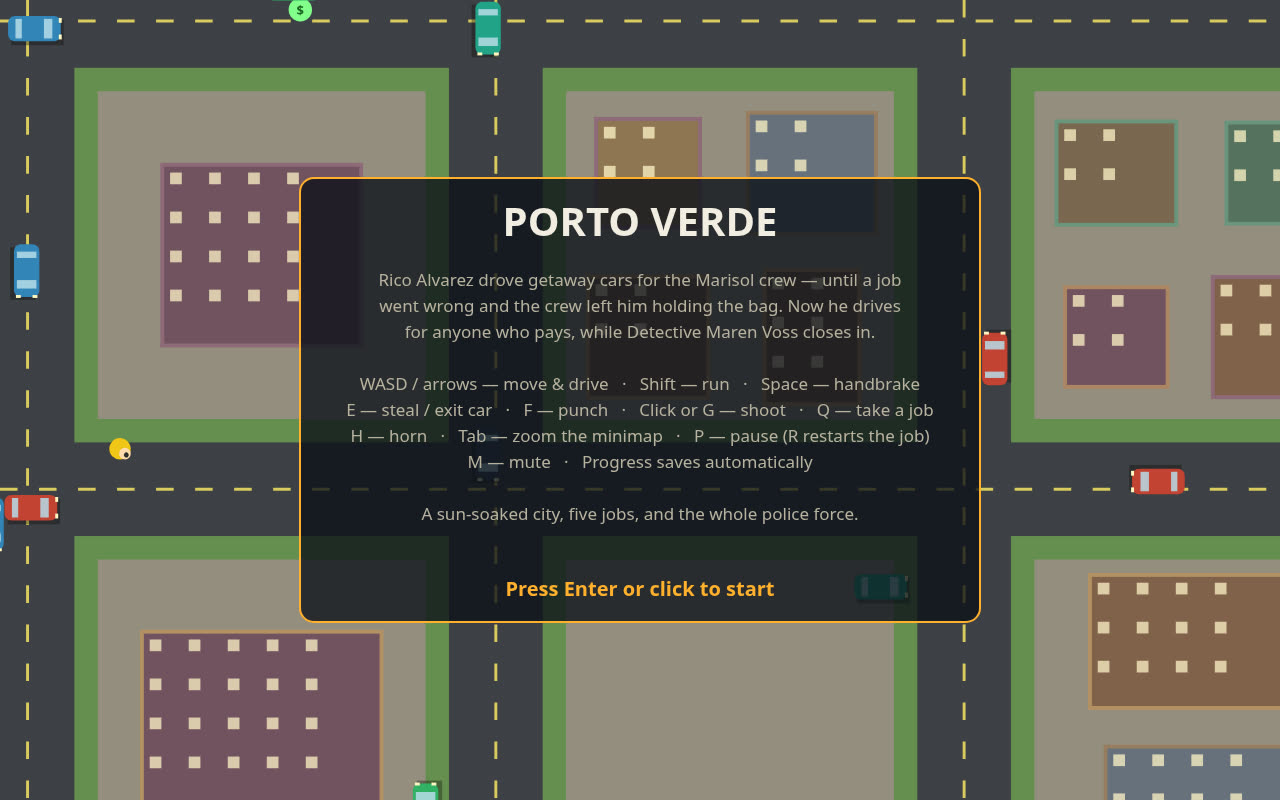 $
PORTO VERDE
Rico Alvarez drove getaway cars for the Marisol crew — until a job
went wrong and the crew left him holding the bag. Now he drives
for anyone who pays, while Detective Maren Voss closes in.
WASD / arrows — move & drive · Shift — run · Space — handbrake
E — steal / exit car · F — punch · Click or G — shoot · Q — take a job
H — horn · Tab — zoom the minimap · P — pause (R restarts the job)
M — mute · Progress saves automatically
A sun-soaked city, five jobs, and the whole police force.
Press Enter or click to start